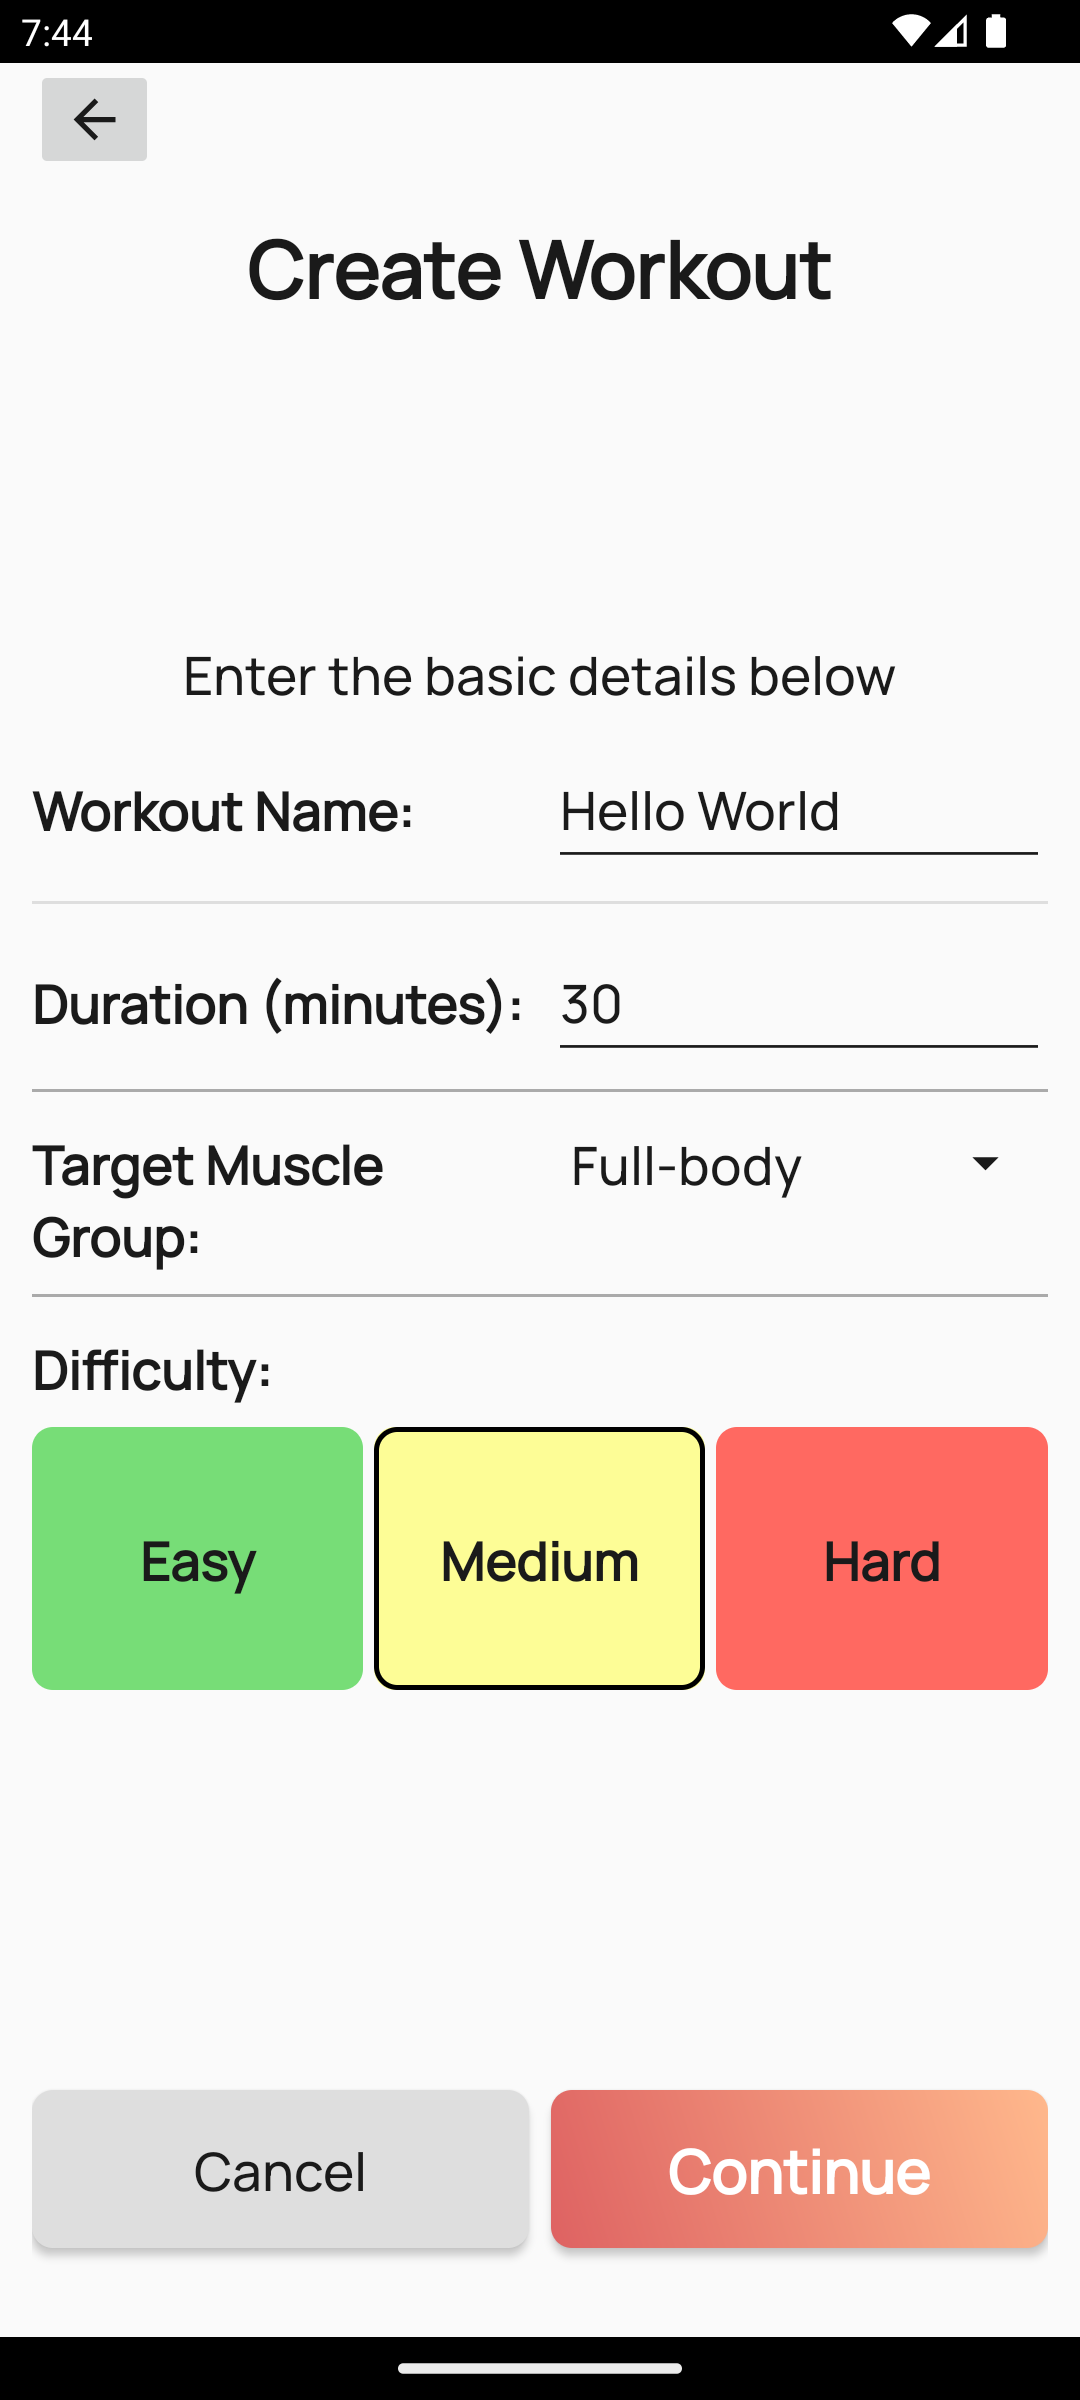 7:44
Create Workout
Enter the basic details below
Workout Name: Hello World
Duration (minutes): 30
Target Muscle Full-body
Group:
Difficulty:
Easy Medium Hard
Cancel Continue